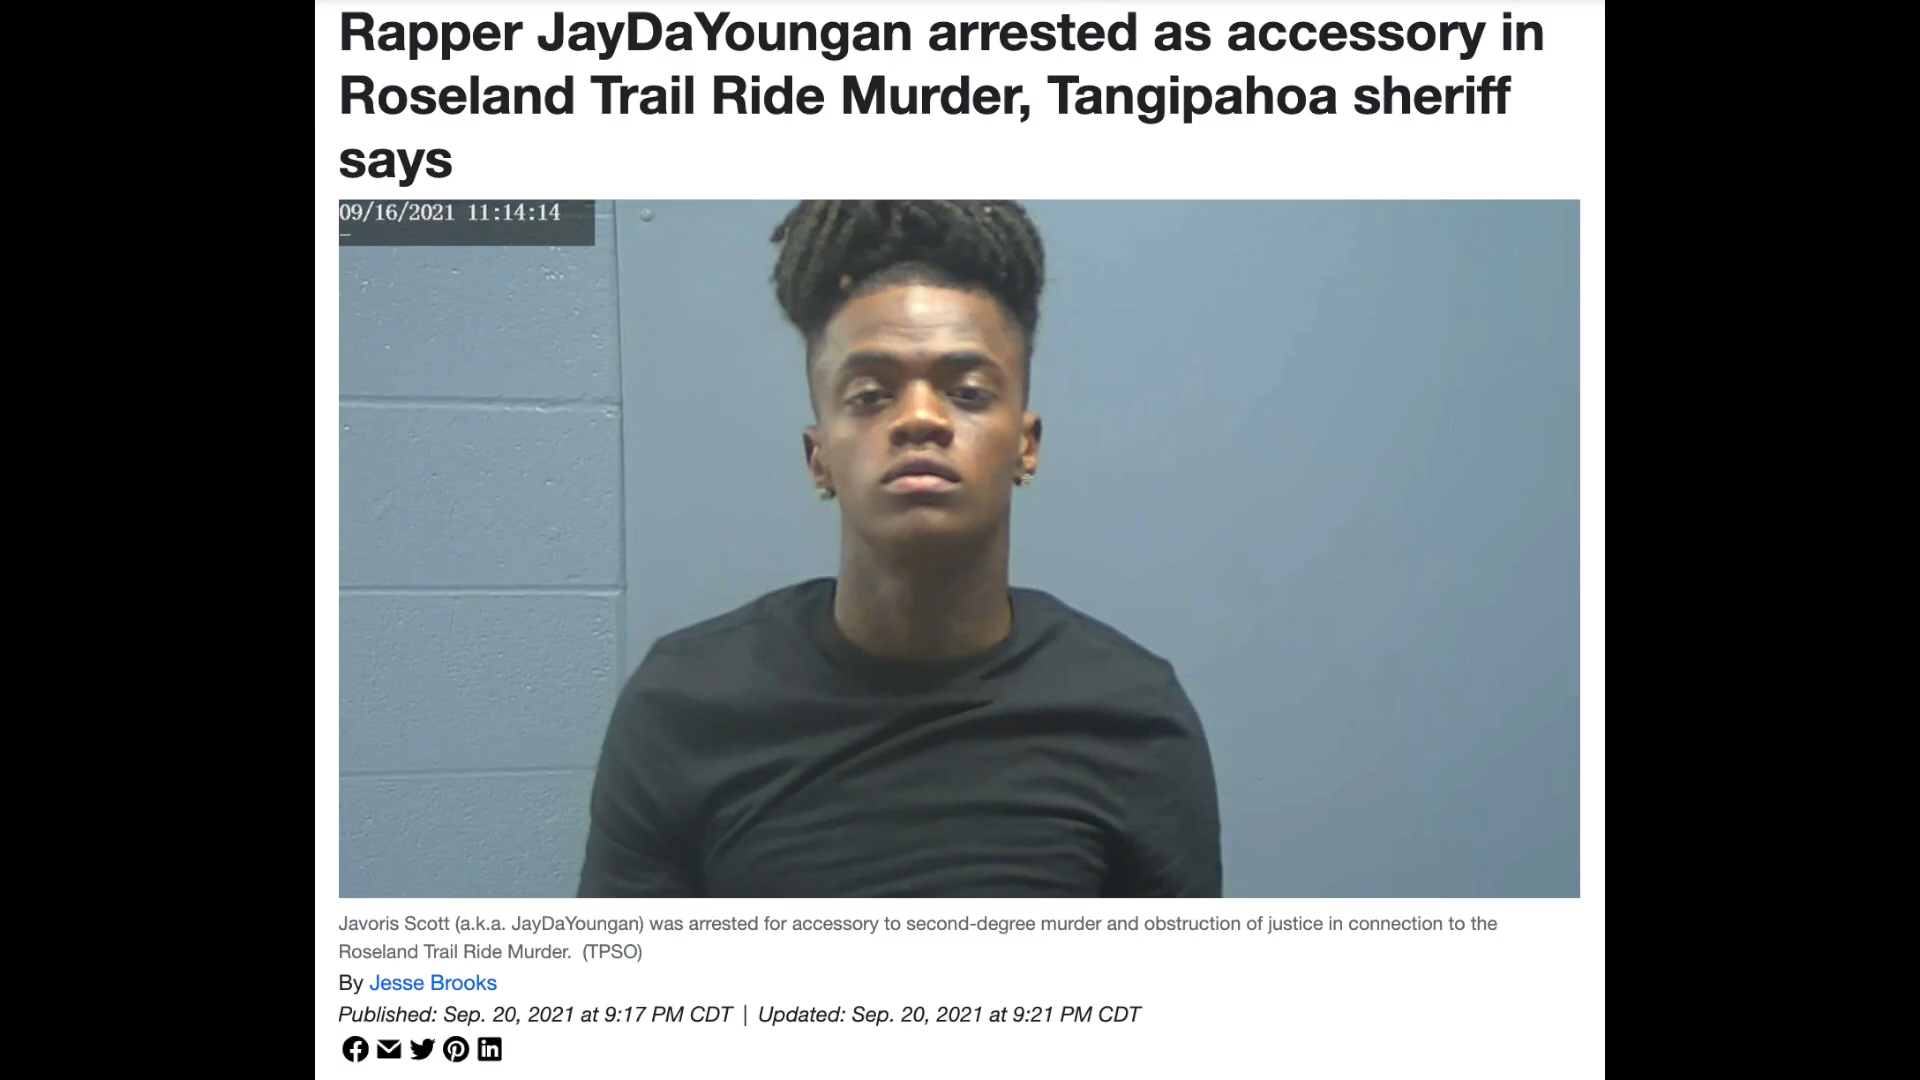 Rapper JayDaYoungan arrested as accessory in
Roseland Trail Ride Murder, Tangipahoa sheriff
says
09/16/2021 11:14:14
Javoris Scott (a.k.a. JayDaYoungan) was arrested for accessory to second-degree murder and obstruction of justice in connection to the
Roseland Trail Ride Murder. (TPSO)
By Jesse Brooks
Published: Sep. 20, 2021 at 9:17 PM CDT | Updated: Sep. 20, 2021 at 9:21 PM CDT